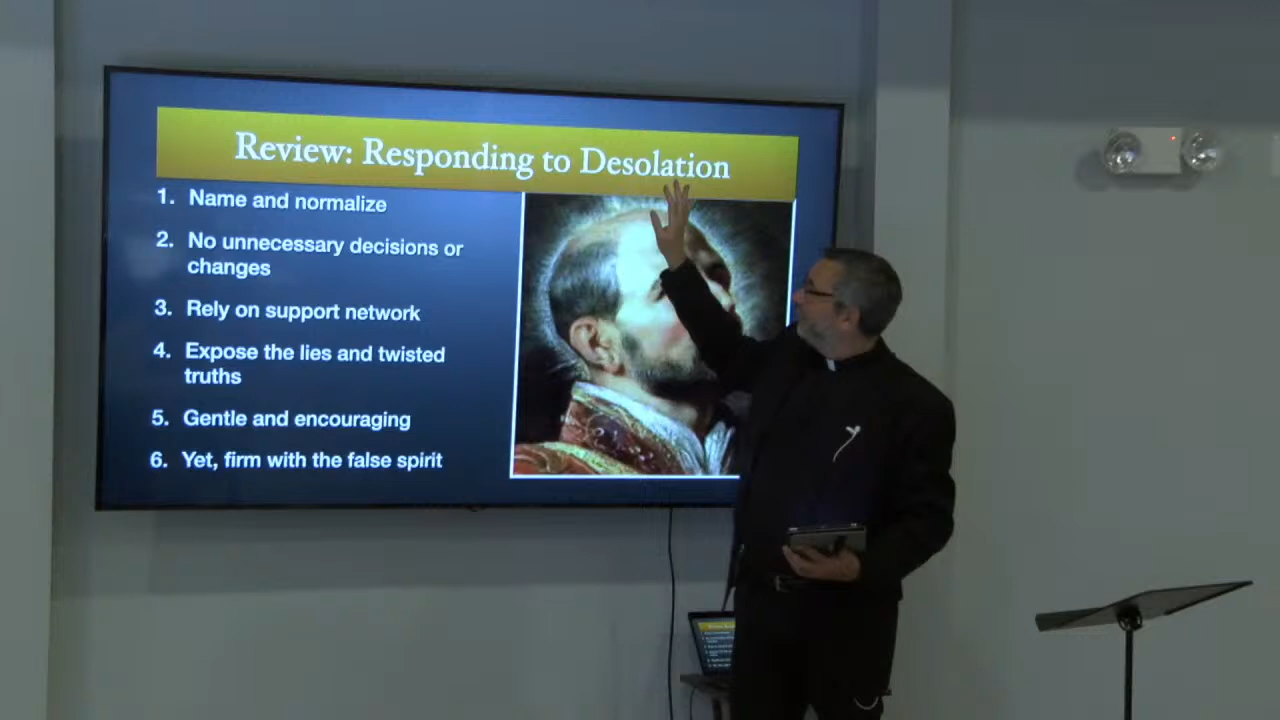 Review: Responding to Desolation
1. Name and normalize
2. No unnecessary decisions or
changes
3. Rely on support network
4. Expose the lies and twisted
truths
5. Gentle and encouraging
6. Yet, firm with the false spirit